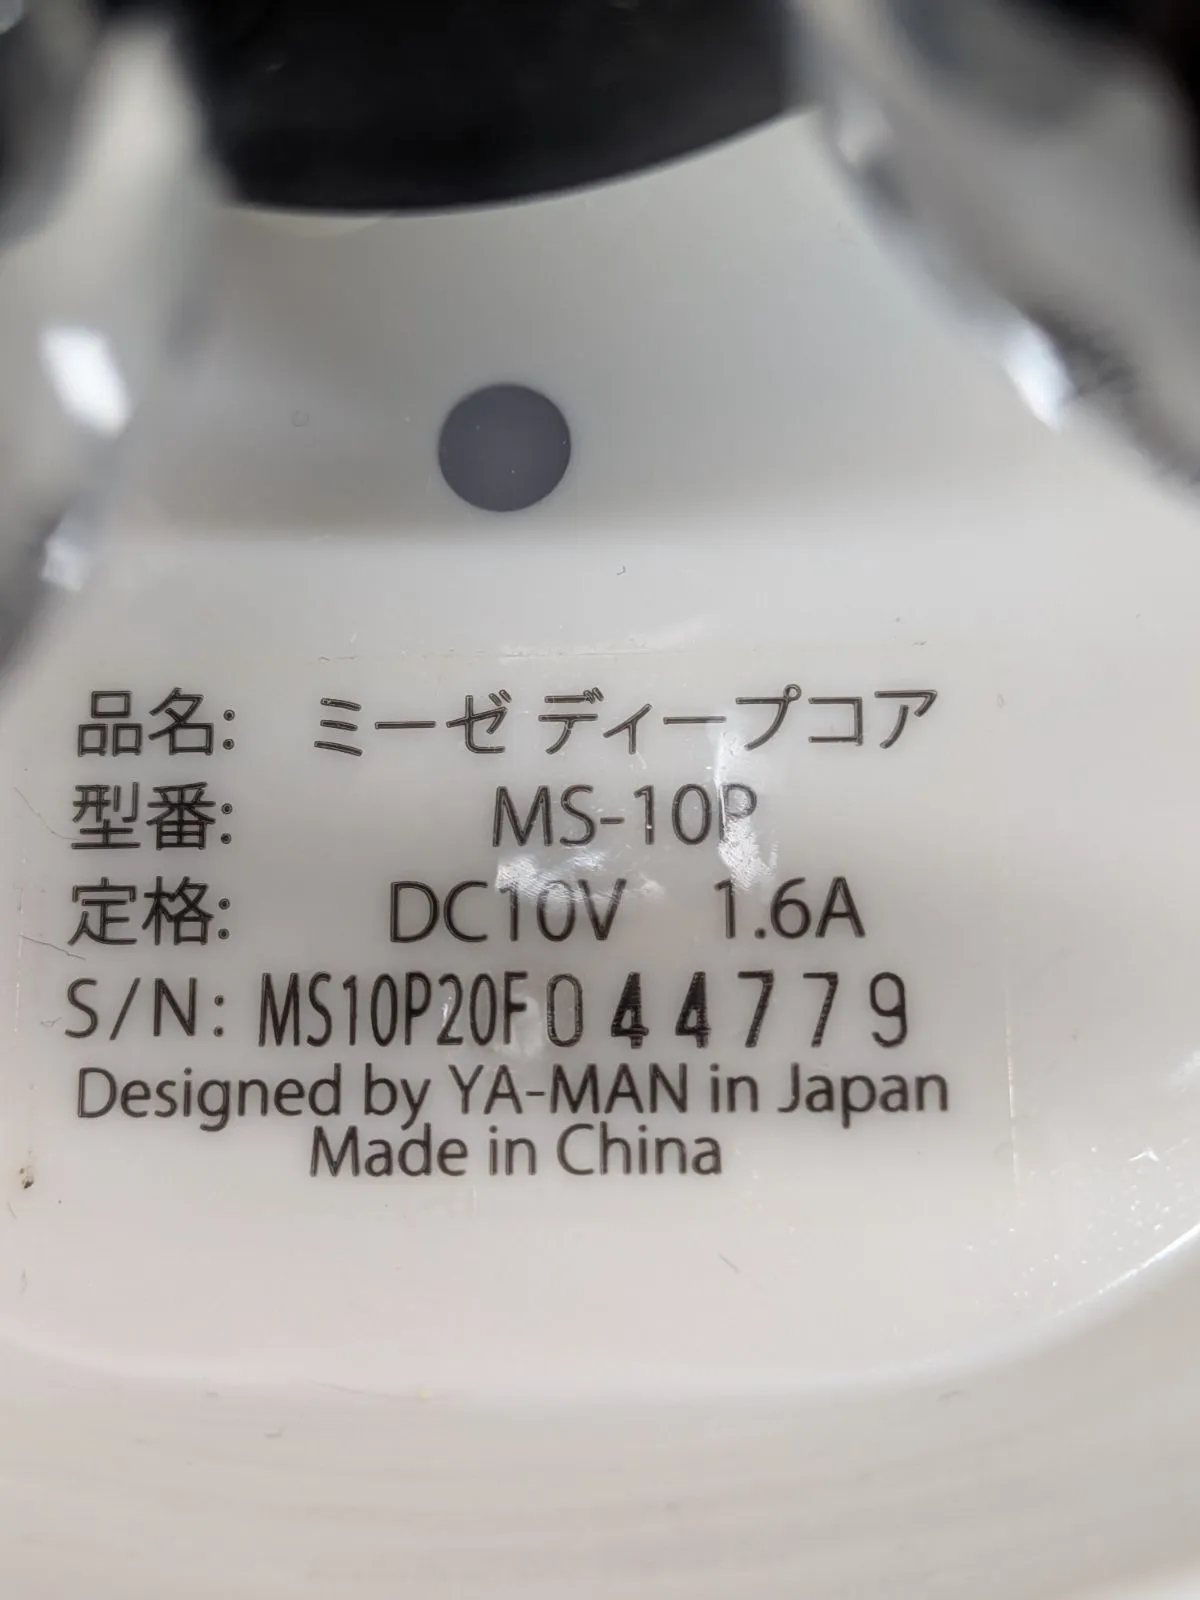 品名: ミーゼ ディープコア
型番: MS-10P
定格: DC10V 1.6A
S/N: MS10P20F044779
Designed by YA-MAN in Japan
Made in China